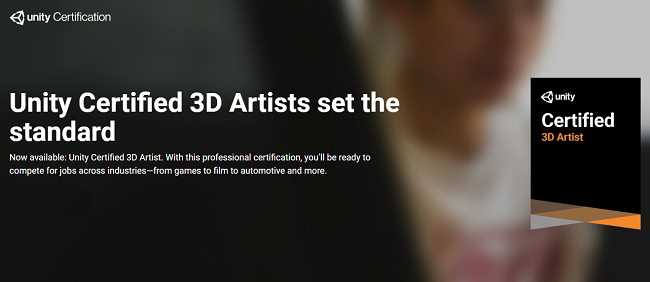 unity Certification
Unity Certified 3D Artists set the
standard
Now available: Unity Certified 3D Artist. With this professional certification, you'll be ready to
compete for jobs across industries—from games to film to automotive and more.
unity
Certified
3D Artist